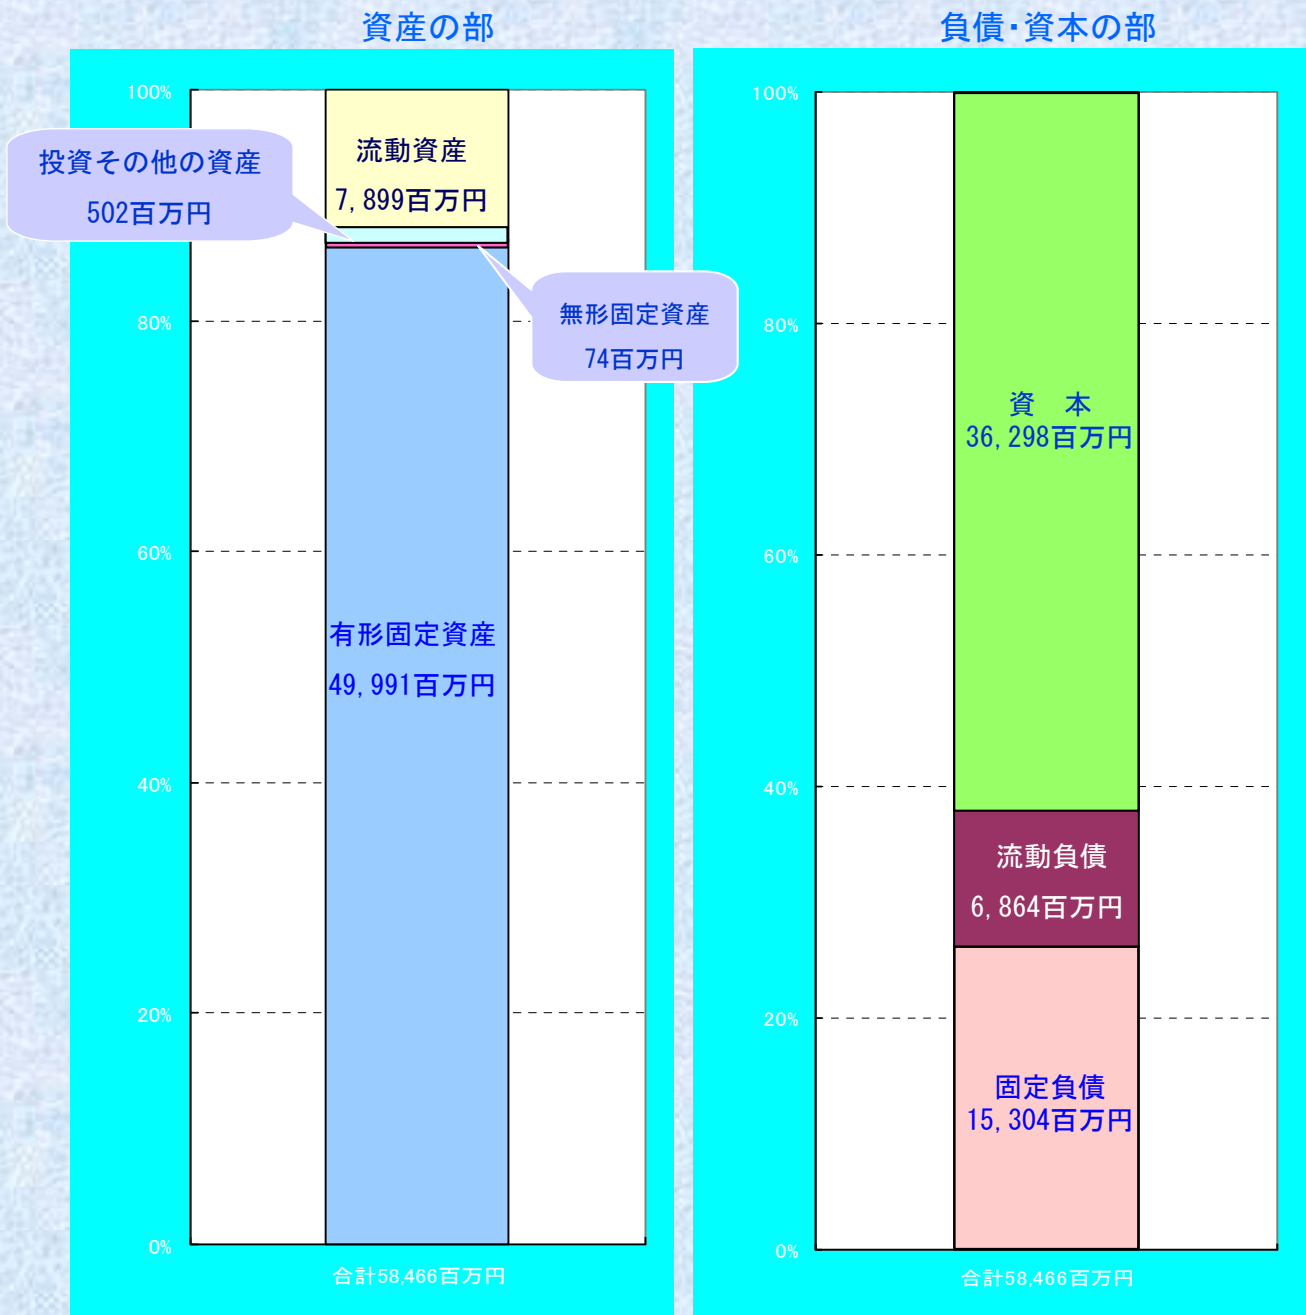 資産の部
100%
投資その他の資産
502百万円
流動資産
7,899百万円
無形固定資産
74百万円
80%
60%
有形固定資産
49,991百万円
40%
20%
0%
合計58,466百万円
負債・資本の部
100%
80%
資　本
36,298百万円
60%
40%
流動負債
6,864百万円
20%
固定負債
15,304百万円
0%
合計58,466百万円